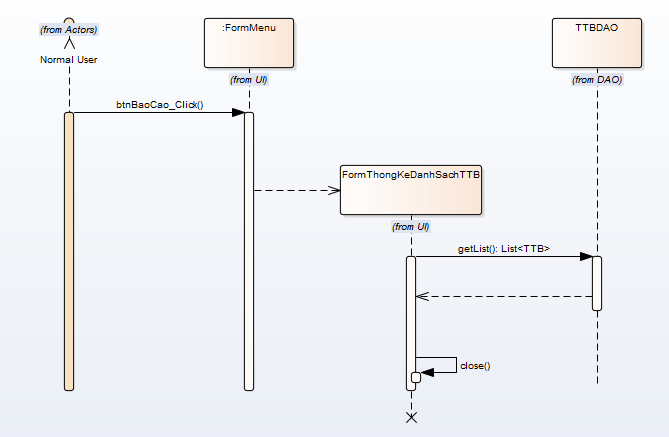 (from Actors)
Normal User
:FormMenu
(from UI)
TTBDAO
(from DAO)
btnBaoCao_Click()
FormThongKeDanhSachTTB
(from UI)
getList(): List<TTB>
close()